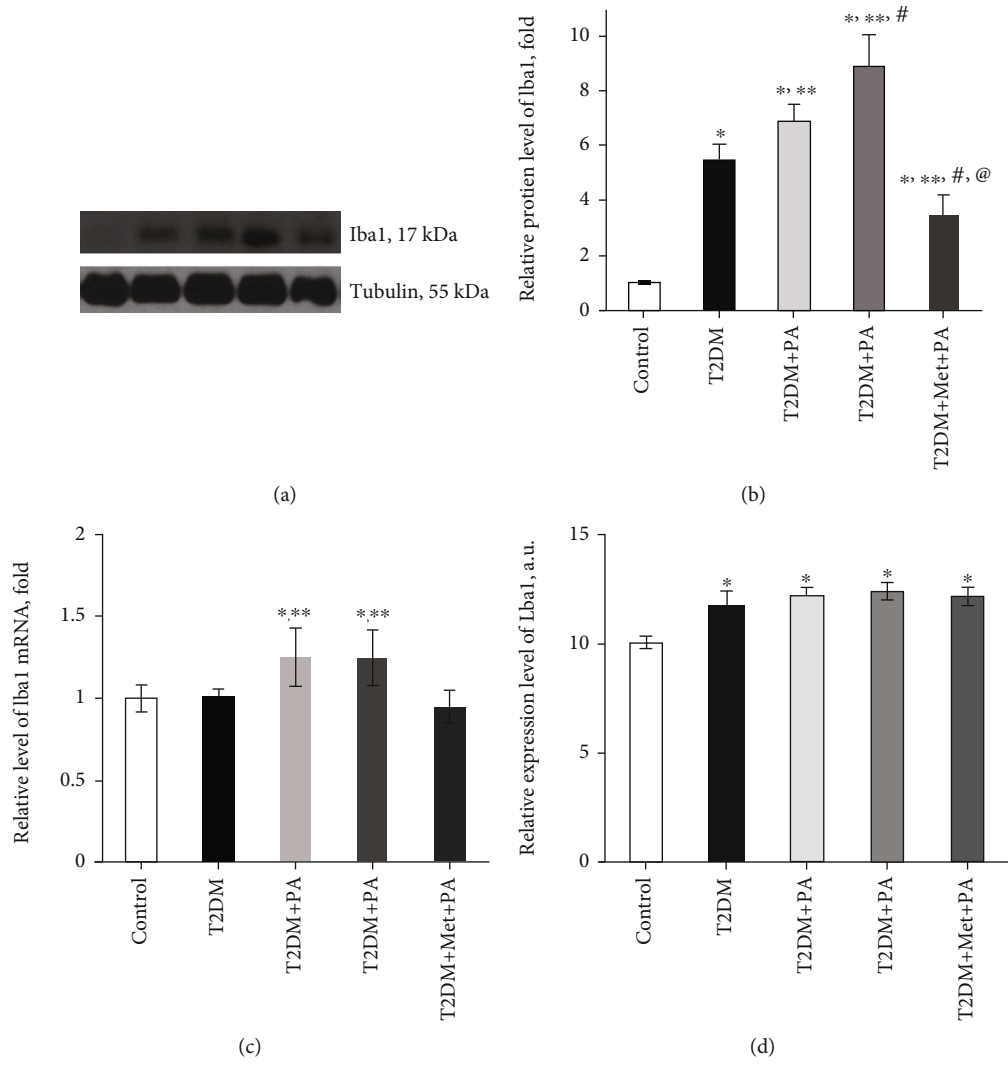 Iba1, 17 kDa
Tubulin, 55 kDa
(a)
Relative protien level of Iba1, fold
10
8
6
4
2
0
*
*, **
*, **, #
*, **, #, @
Control
T2DM
T2DM+PA
T2DM+PA
T2DM+Met+PA
(b)
Relative level of Iba1 mRNA, fold
2
1.5
1
0.5
0
*,**
*,**
Control
T2DM
T2DM+PA
T2DM+PA
T2DM+Met+PA
(c)
Relative expression level of Lba1, a.u.
15
10
5
0
*
*
*
*
Control
T2DM
T2DM+PA
T2DM+PA
T2DM+Met+PA
(d)